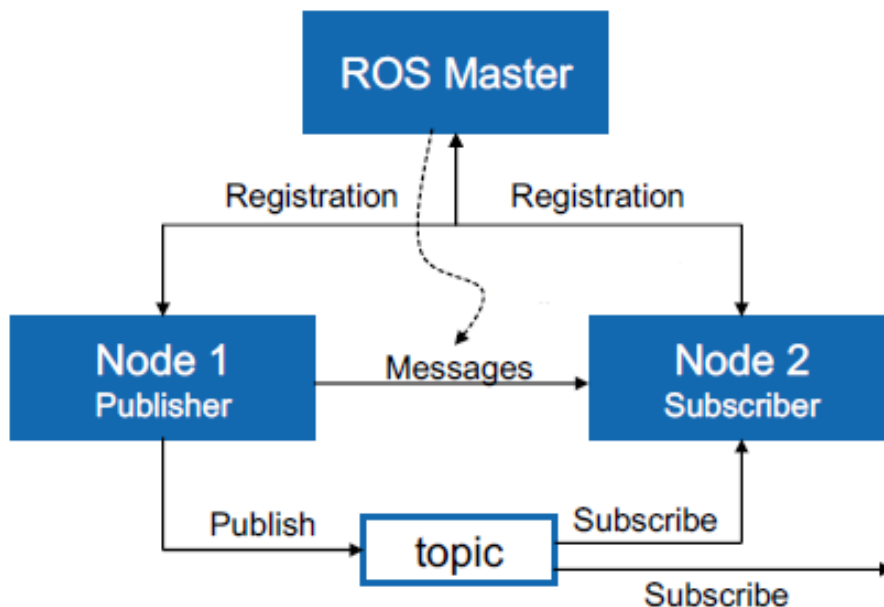 ROS Master
Registration
Registration
Node 1
Publisher
Messages
Node 2
Subscriber
Publish
topic
Subscribe
Subscribe